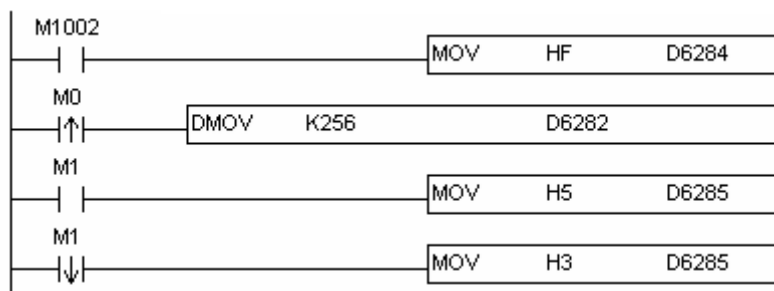 M1002
MOV HF D6284
M0
DMOV K256 D6282
M1
MOV H5 D6285
M1
MOV H3 D6285